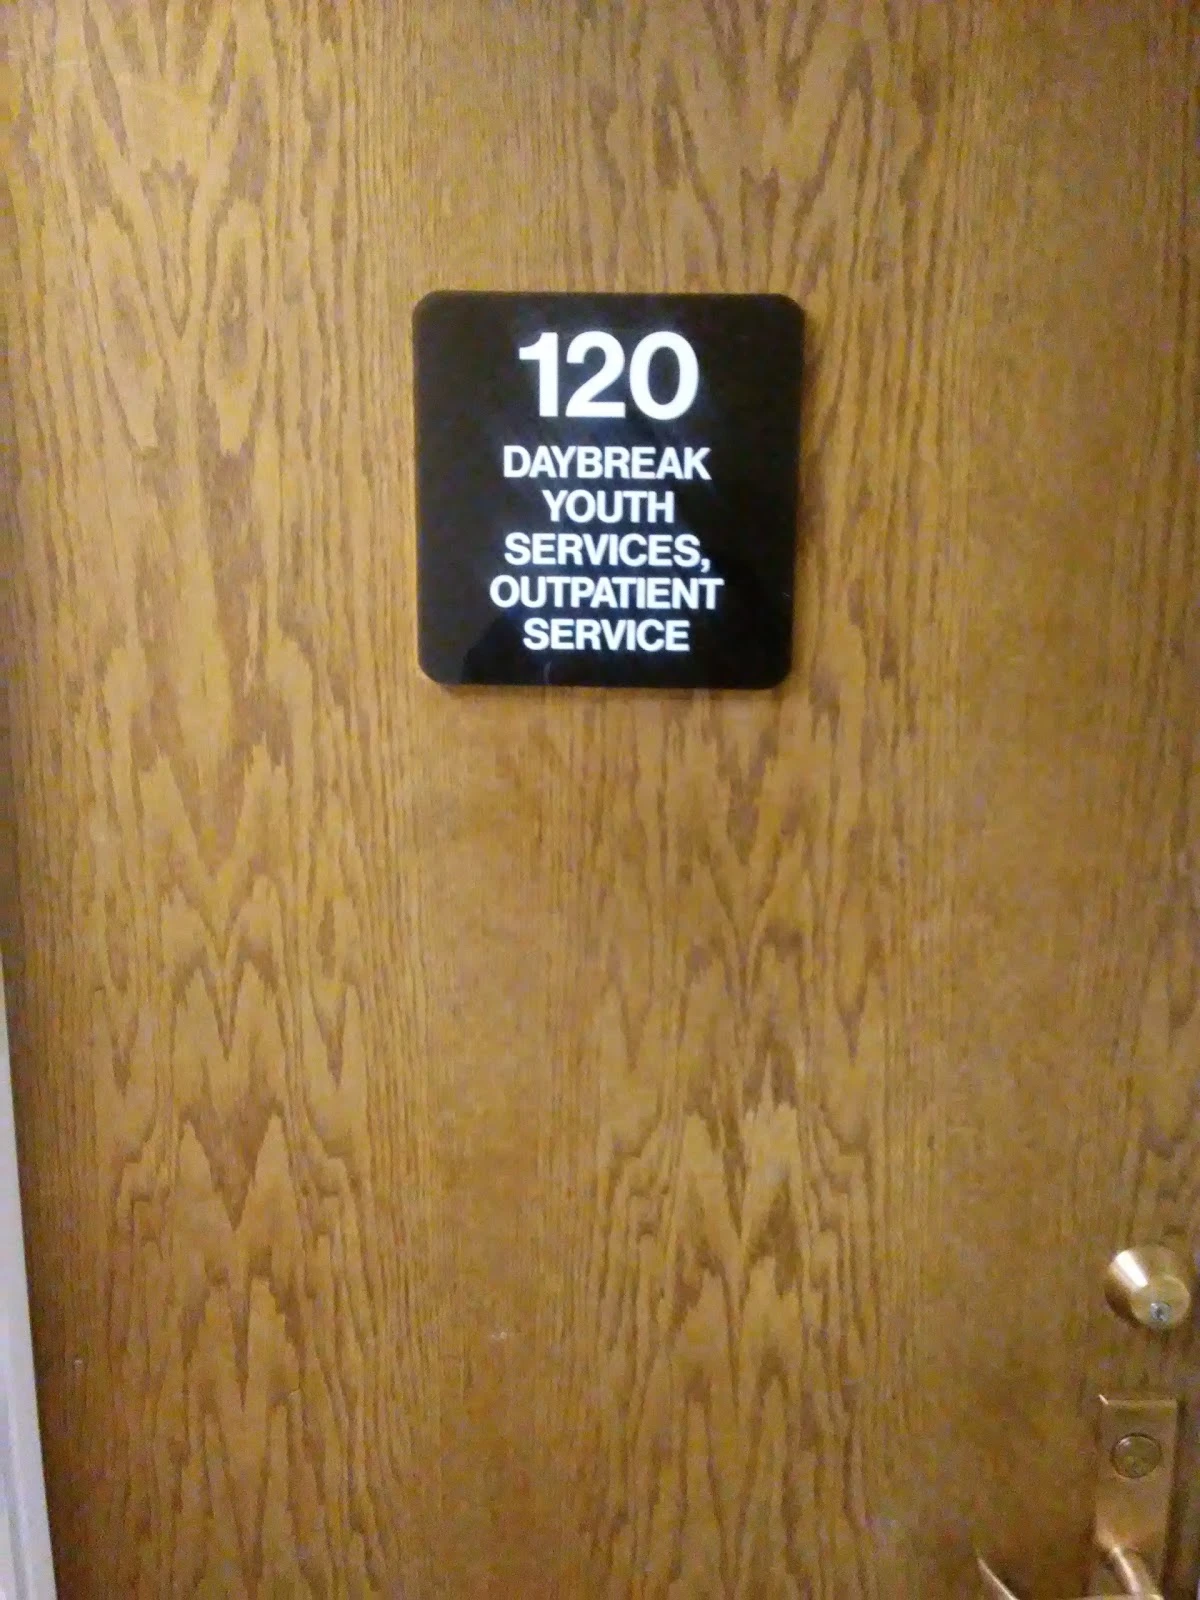 120
DAYBREAK
YOUTH
SERVICES,
OUTPATIENT
SERVICE